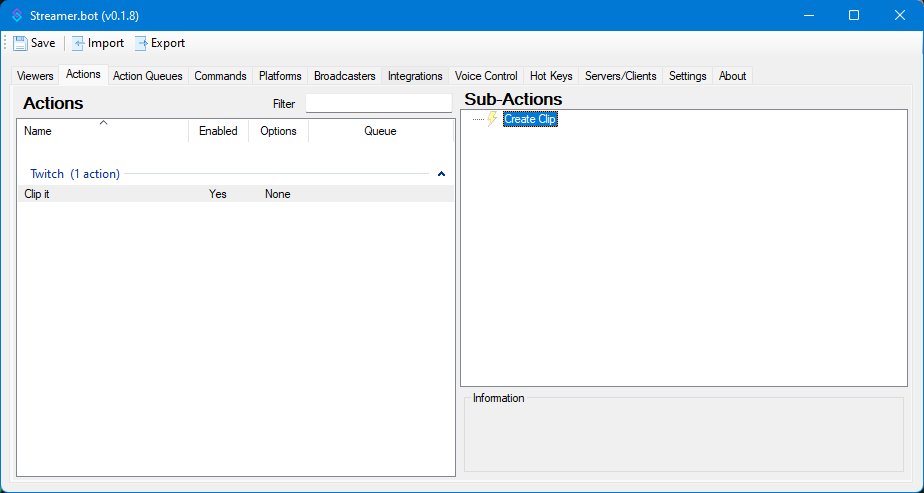 Streamer.bot (v0.1.8)
Save Import Export
Viewers Actions Action Queues Commands Platforms Broadcasters Integrations Voice Control Hot Keys Servers/Clients Settings About
Actions
Filter
Name Enabled Options Queue
Twitch (1 action)
Clip it Yes None
Sub-Actions
Create Clip
Information